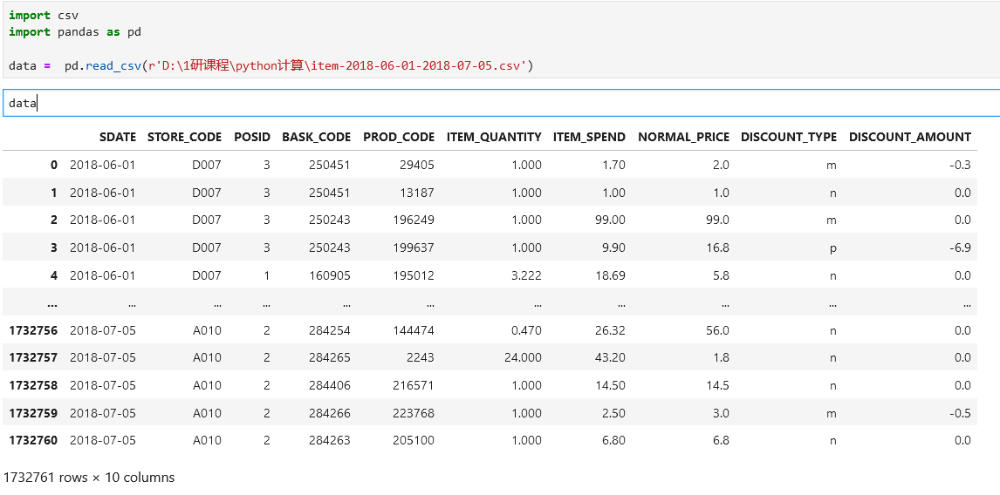 import csv
import pandas as pd
data =  pd.read_csv(r'D:\1研课程\python计算\item-2018-06-01-2018-07-05.csv')
data
SDATE STORE_CODE POSID BASK_CODE PROD_CODE ITEM_QUANTITY ITEM_SPEND NORMAL_PRICE DISCOUNT_TYPE DISCOUNT_AMOUNT
0 2018-06-01 D007 3 250451 29405 1.000 1.70 2.0 m -0.3
1 2018-06-01 D007 3 250451 13187 1.000 1.00 1.0 n 0.0
2 2018-06-01 D007 3 250243 196249 1.000 99.00 99.0 m 0.0
3 2018-06-01 D007 3 250243 199637 1.000 9.90 16.8 p -6.9
4 2018-06-01 D007 1 160905 195012 3.222 18.69 5.8 n 0.0
... ... ... ... ... ... ... ... ... ... ...
1732756 2018-07-05 A010 2 284254 144474 0.470 26.32 56.0 n 0.0
1732757 2018-07-05 A010 2 284265 2243 24.000 43.20 1.8 n 0.0
1732758 2018-07-05 A010 2 284406 216571 1.000 14.50 14.5 n 0.0
1732759 2018-07-05 A010 2 284266 223768 1.000 2.50 3.0 m -0.5
1732760 2018-07-05 A010 2 284263 205100 1.000 6.80 6.8 n 0.0
1732761 rows × 10 columns